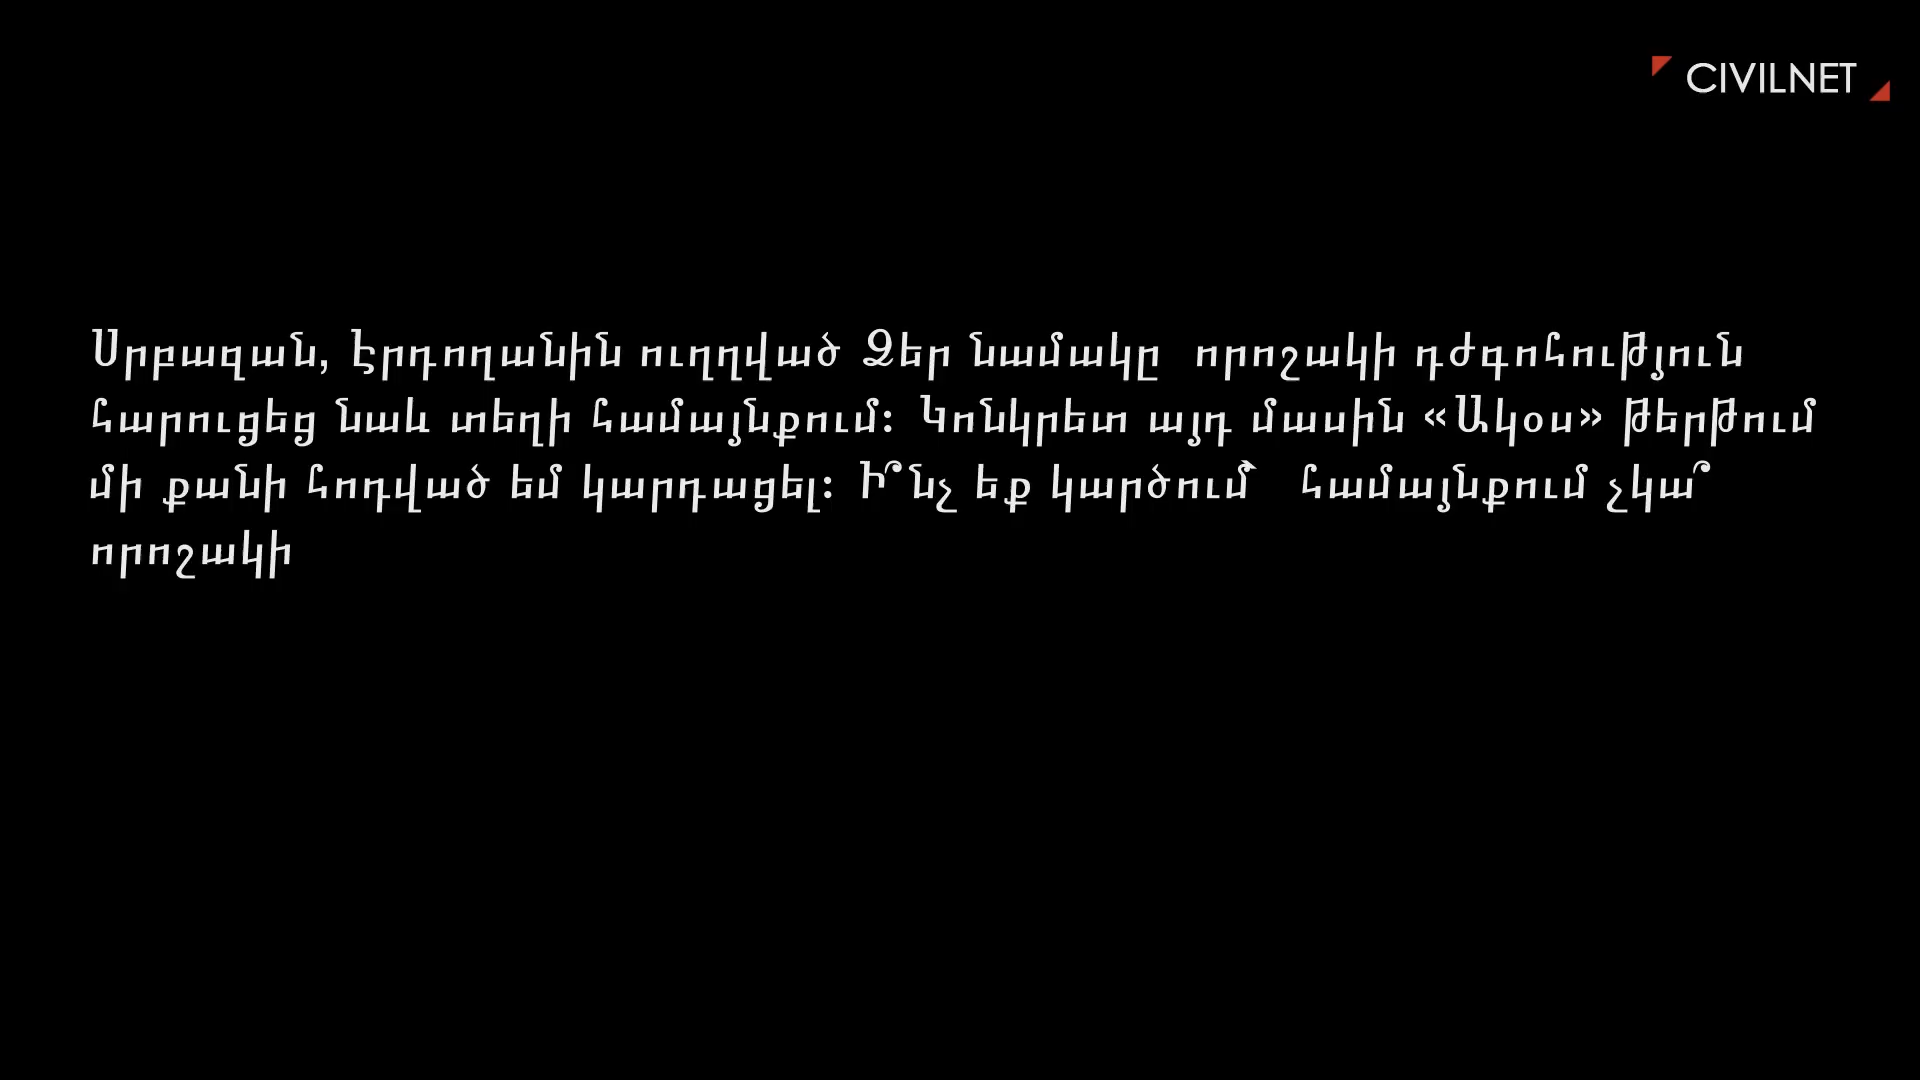 CIVILNET
Սրբազան, Էրդողանին ուղղված Ձեր նամակը որոշակի դժգոհություն
հարուցեց նաև տեղի համայնքում: Կոնկրետ այդ մասին «Ակօս» թերթում
մի քանի հոդված եմ կարդացել: Ի՞նչ եք կարծում՝ համայնքում չկա՞
որոշակի